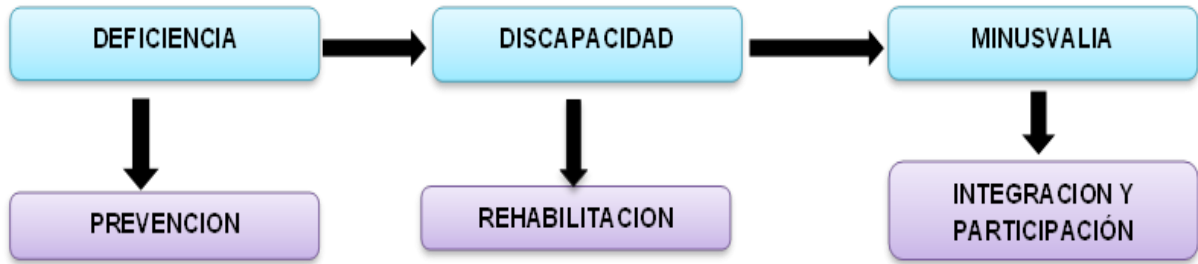 DEFICIENCIA
DISCAPACIDAD
MINUSVALIA
PREVENCION
REHABILITACION
INTEGRACION Y
PARTICIPACIÓN